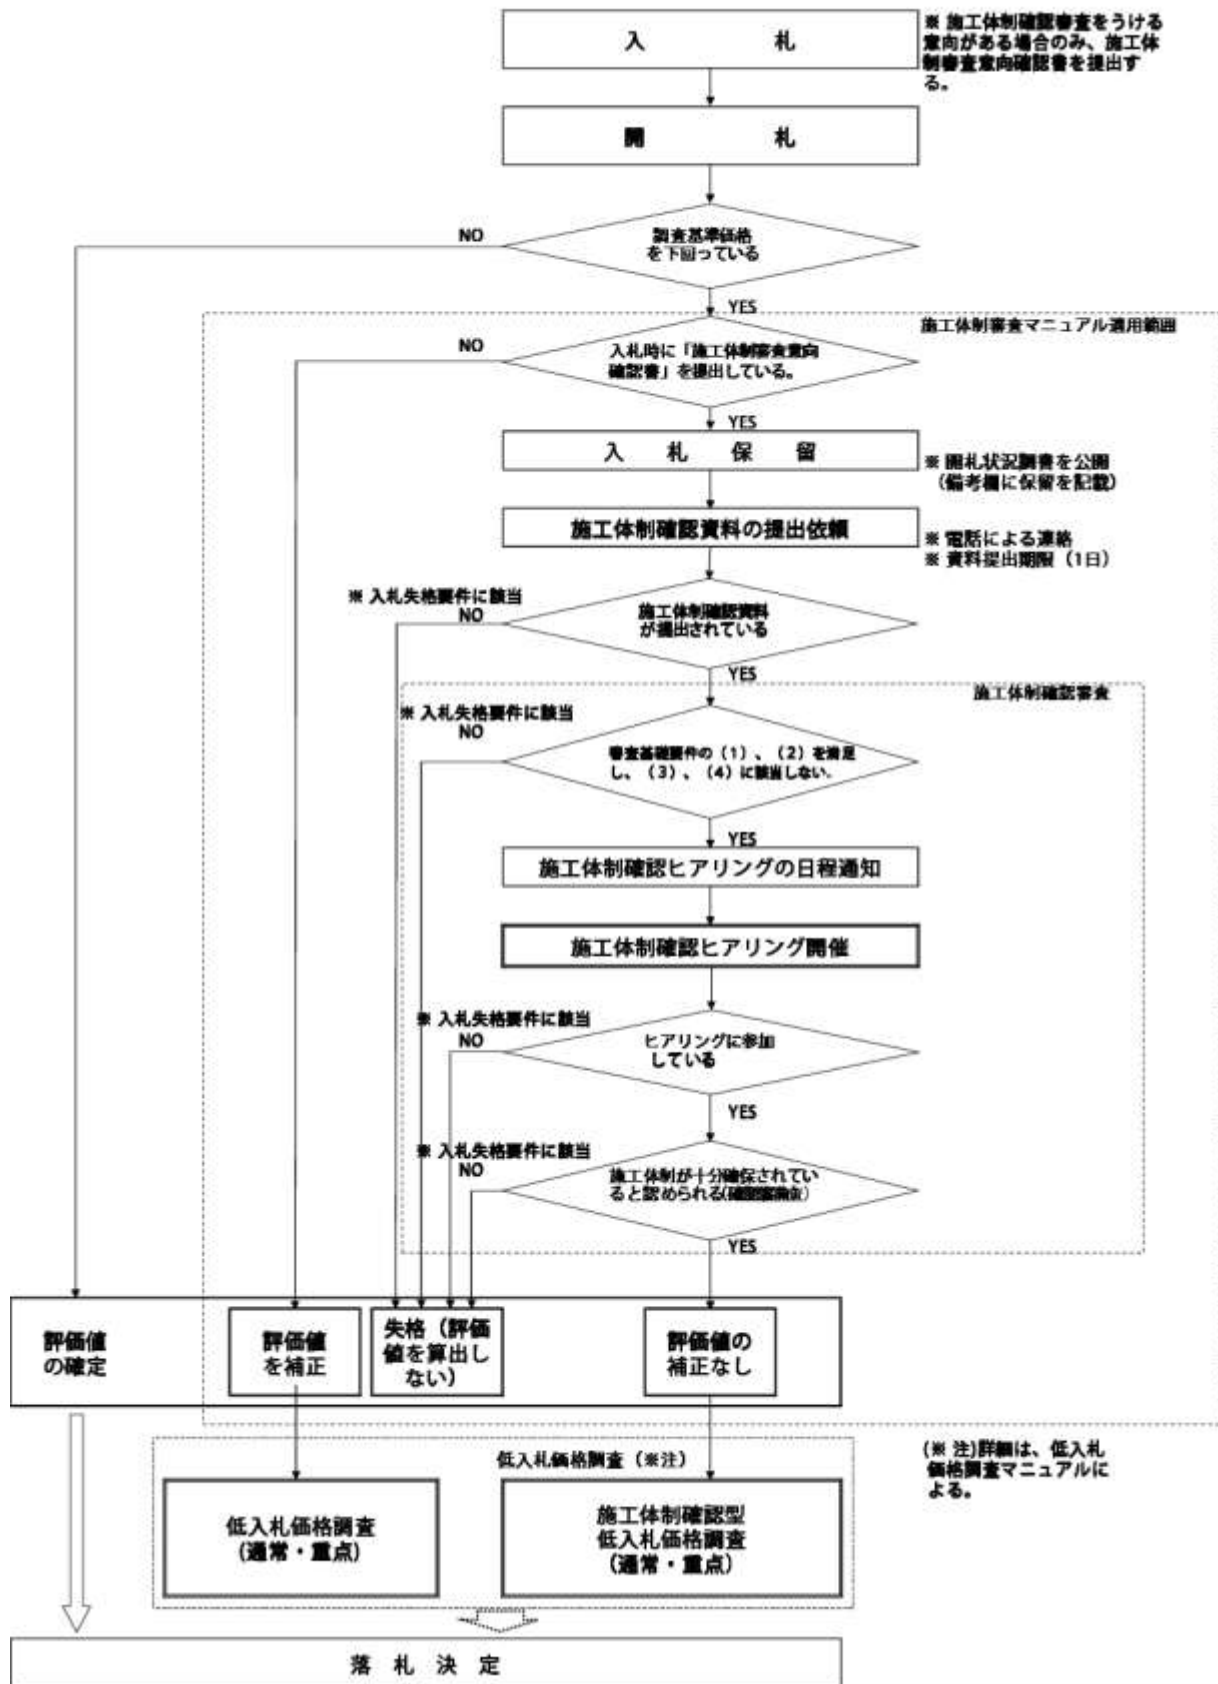 入　札
※ 施工体制確認審査をうける
意向がある場合のみ、施工体
制審査意向確認書を提出す
る。
開　札
調査基準価格
を下回っている
NO
YES
施工体制審査マニュアル適用範囲
入札時に「施工体制審査意向
確認書」を提出している。
NO
YES
入　札　保　留
※ 開札状況調書を公開
（備考欄に保留を記載）
施工体制確認資料の提出依頼
※ 電話による連絡
※ 資料提出期限（1日）
※ 入札失格要件に該当
NO
施工体制確認資料
が提出されている
YES
施工体制確認審査
※ 入札失格要件に該当
NO
審査基礎要件の（１）、（２）を満足
し、（３）、（４）に該当しない.
YES
施工体制確認ヒアリングの日程通知
施工体制確認ヒアリング開催
※ 入札失格要件に該当
NO
ヒアリングに参加
している
YES
※ 入札失格要件に該当
NO
施工体制が十分確保されてい
ると認められる
YES
評価値
の確定
評価値
を補正
失格（評価
値を算出し
ない）
評価値の
補正なし
低入札価格調査（※注）
(※ 注)詳細は、低入札
価格調査マニュアルに
よる。
低入札価格調査
(通常・重点)
施工体制確認型
低入札価格調査
（通常・重点）
落　札　決　定